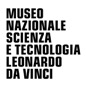 MUSEO
NAZIONALE
SCIENZA
E TECNOLOGIA
LEONARDO
DA VINCI